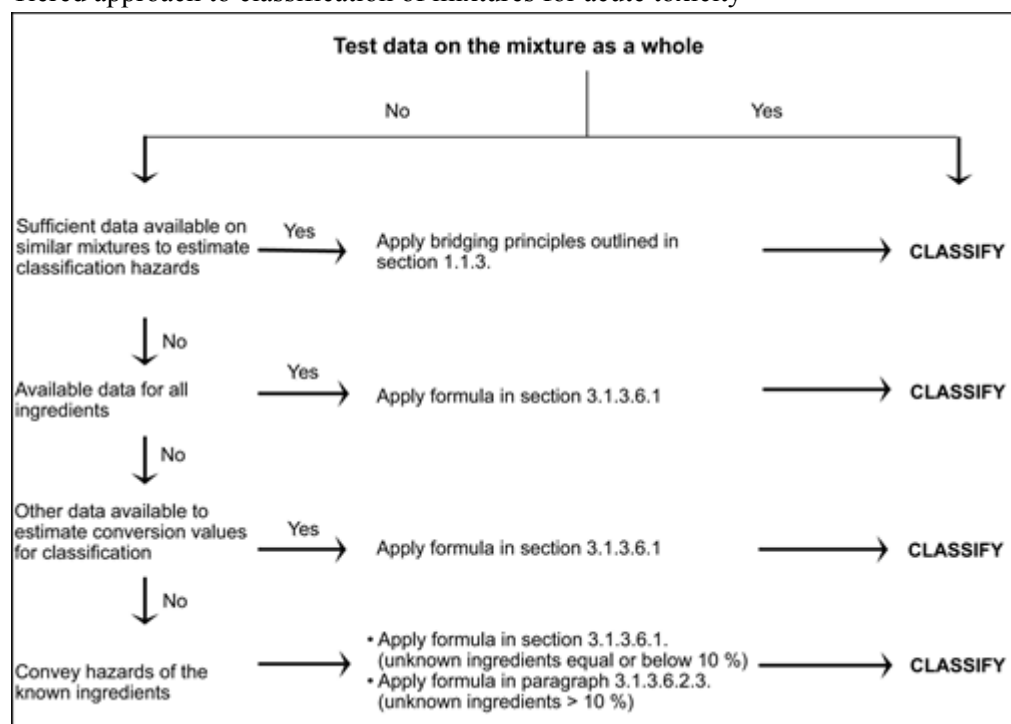 Tiered approach to classification of mixtures for acute toxicity
Test data on the mixture as a whole
No
Yes
Sufficient data available on
similar mixtures to estimate
classification hazards
Yes
Apply bridging principles outlined in
section 1.1.3.
CLASSIFY
No
Available data for all
ingredients
Yes
Apply formula in section 3.1.3.6.1
CLASSIFY
No
Other data available to
estimate conversion values
for classification
Yes
Apply formula in section 3.1.3.6.1
CLASSIFY
No
Convey hazards of the
known ingredients
• Apply formula in section 3.1.3.6.1.
(unknown ingredients equal or below 10 %)
• Apply formula in paragraph 3.1.3.6.2.3.
(unknown ingredients > 10 %)
CLASSIFY